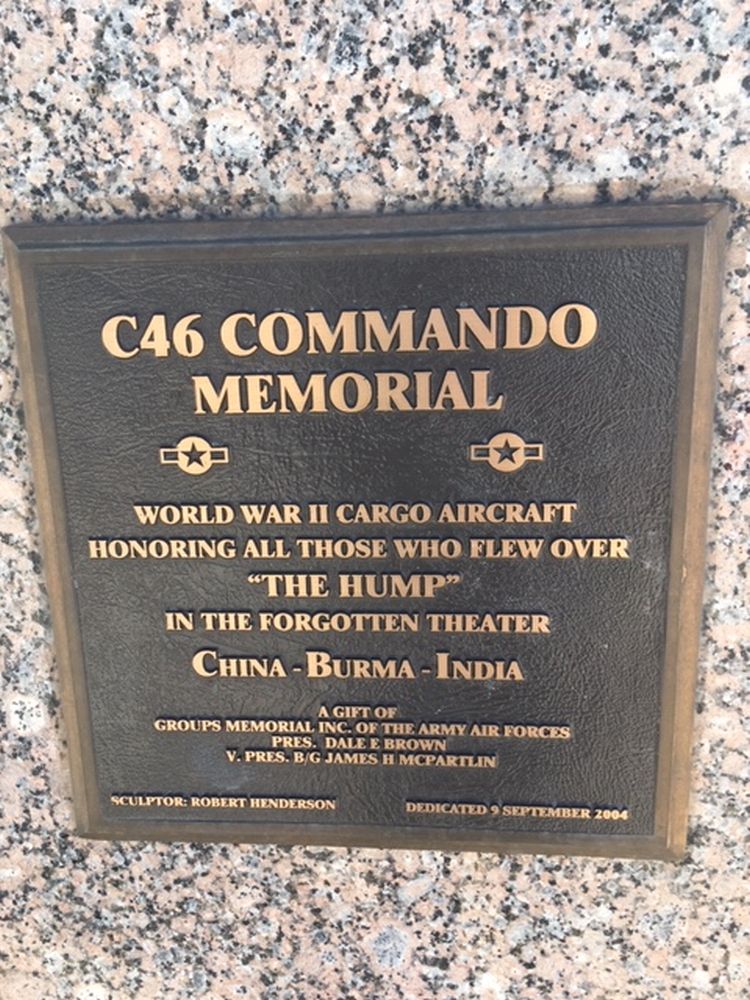 C46 COMMANDO
MEMORIAL
WORLD WAR II CARGO AIRCRAFT
HONORING ALL THOSE WHO FLEW OVER
"THE HUMP"
IN THE FORGOTTEN THEATER
CHINA - BURMA - INDIA
A GIFT OF
GROUPS MEMORIAL INC. OF THE ARMY AIR FORCES
PRES. DALE E BROWN
V. PRES. B/G JAMES H MCPARTLIN
SCULPTOR: ROBERT HENDERSON DEDICATED 9 SEPTEMBER 2004